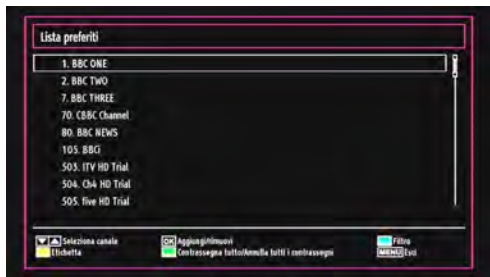 Lista preferiti
1. BBC ONE
2. BBC TWO
7. BBC THREE
70. CBBC Channel
80. BBC NEWS
105. BBCi
503. ITV HD Trial
504. Ch4 HD Trial
505. five HD Trial
Seleziona canale OK Aggiungi/rimuovi Filtro
Etichetta Contrassegna tutto/Annulla tutti i contrassegni MENU Esci